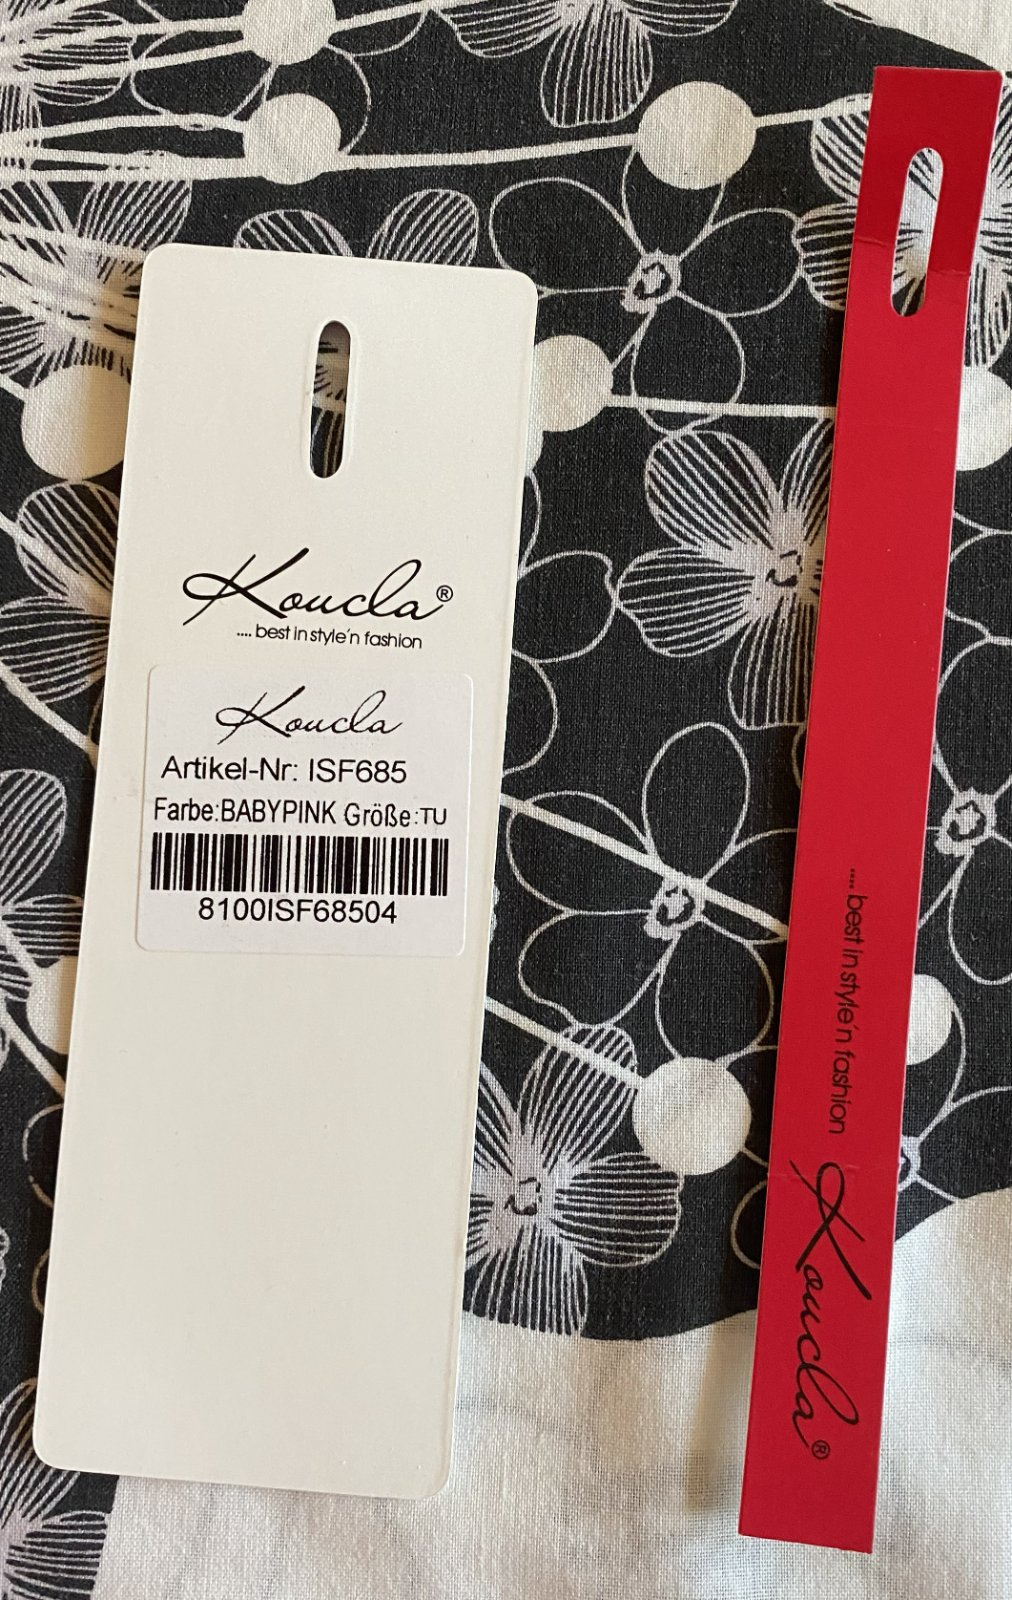 Koucla®
.... best in style´n fashion
Koucla
Artikel-Nr: ISF685
Farbe:BABYPINK Größe:TU
8100ISF68504
.... best in style´n fashion
Koucla®